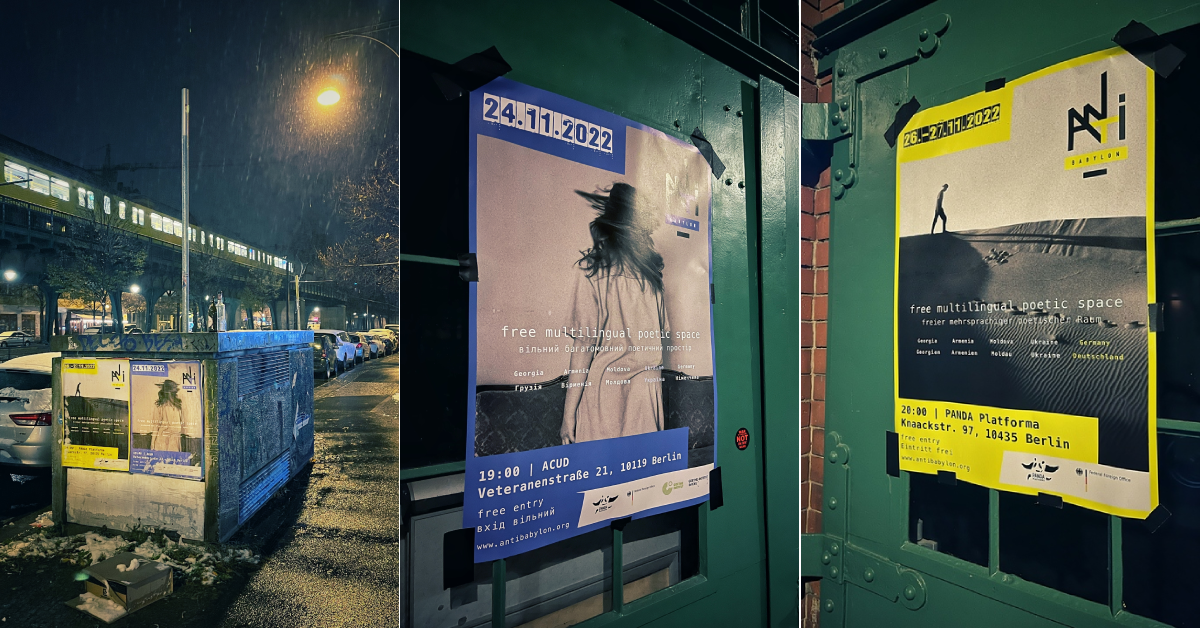 24.11.2022
ANTi
BABYLON
free multilingual poetic space
вільний багатомовний поетичний простір
Georgia Armenia Moldova Ukraine Germany
Грузія Вірменія Молдова
19:00 | ACUD
Veteranenstraße 21, 10119 Berlin
free entry
вхід вільний
www.antibabylon.org
26.–27.11.2022
ANTi
BABYLON
free multilingual poetic space
freier mehrsprachiger poetischer Raum
Georgia Armenia Moldova Ukraine Germany
Georgien Armenien Moldau Ukraine Deutschland
20:00 | PANDA Platforma
Knaackstr. 97, 10435 Berlin
free entry
Eintritt frei
www.antibabylon.org
PANDA
Federal Foreign Office